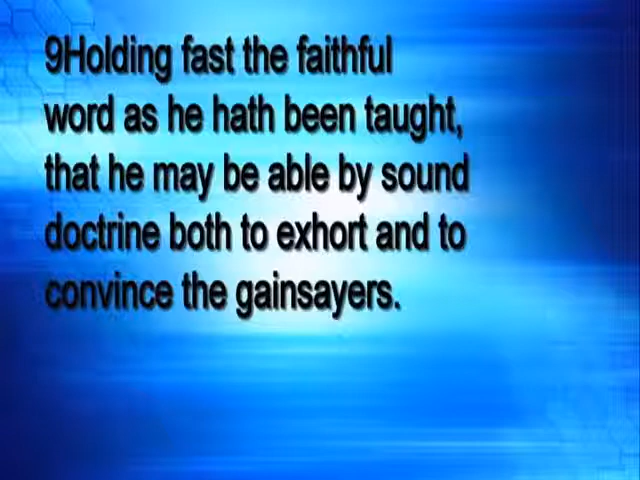 9Holding fast the faithful
word as he hath been taught,
that he may be able by sound
doctrine both to exhort and to
convince the gainsayers.